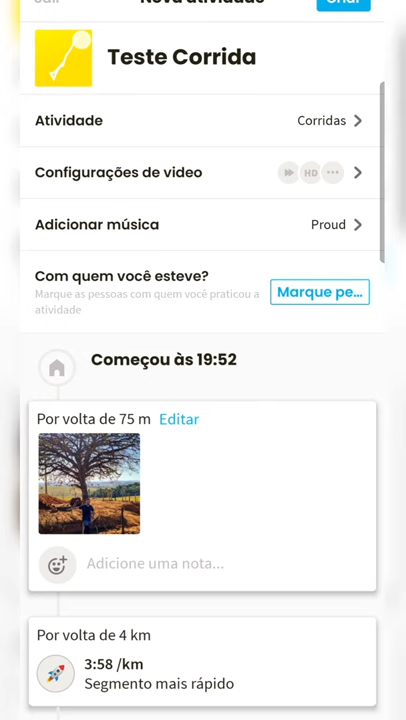 Teste Corrida
Atividade
Corridas
Configurações de video
HD
Adicionar música
Proud
Com quem você esteve?
Marque as pessoas com quem você praticou a
atividade
Marque pe...
Começou às 19:52
Por volta de 75 m Editar
Adicione uma nota...
Por volta de 4 km
3:58 /km
Segmento mais rápido